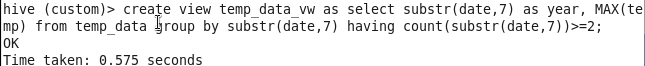 hive (custom)> create view temp_data_vw as select substr(date,7) as year, MAX(te
mp) from temp_data group by substr(date,7) having count(substr(date,7))>=2;
OK
Time taken: 0.575 seconds